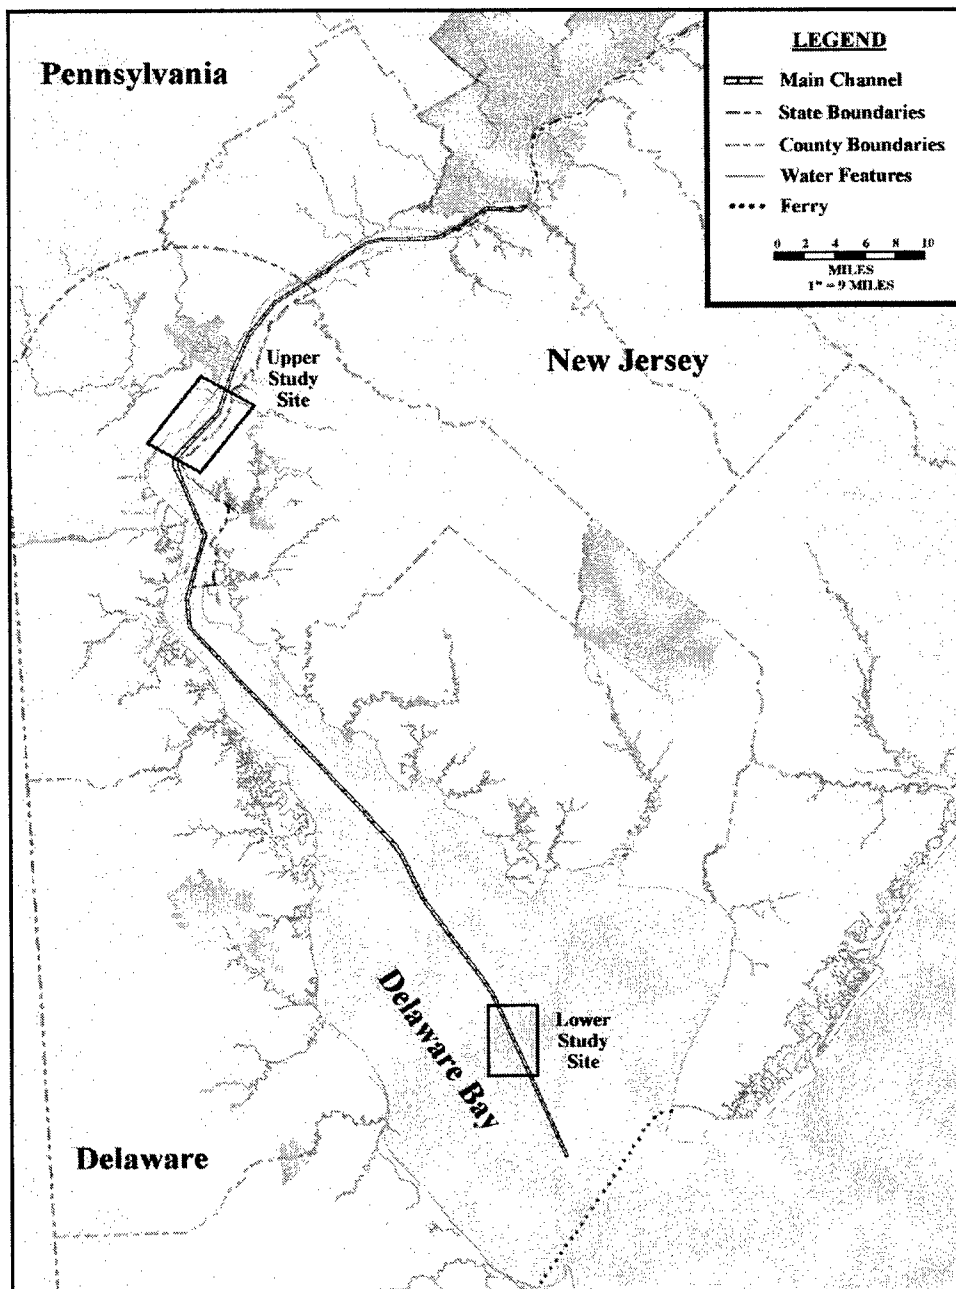 Pennsylvania
LEGEND
Main Channel
State Boundaries
County Boundaries
Water Features
Ferry
0 2 4 6 8 10
MILES
1" = 9 MILES
Upper
Study
Site
New Jersey
Delaware Bay
Lower
Study
Site
Delaware